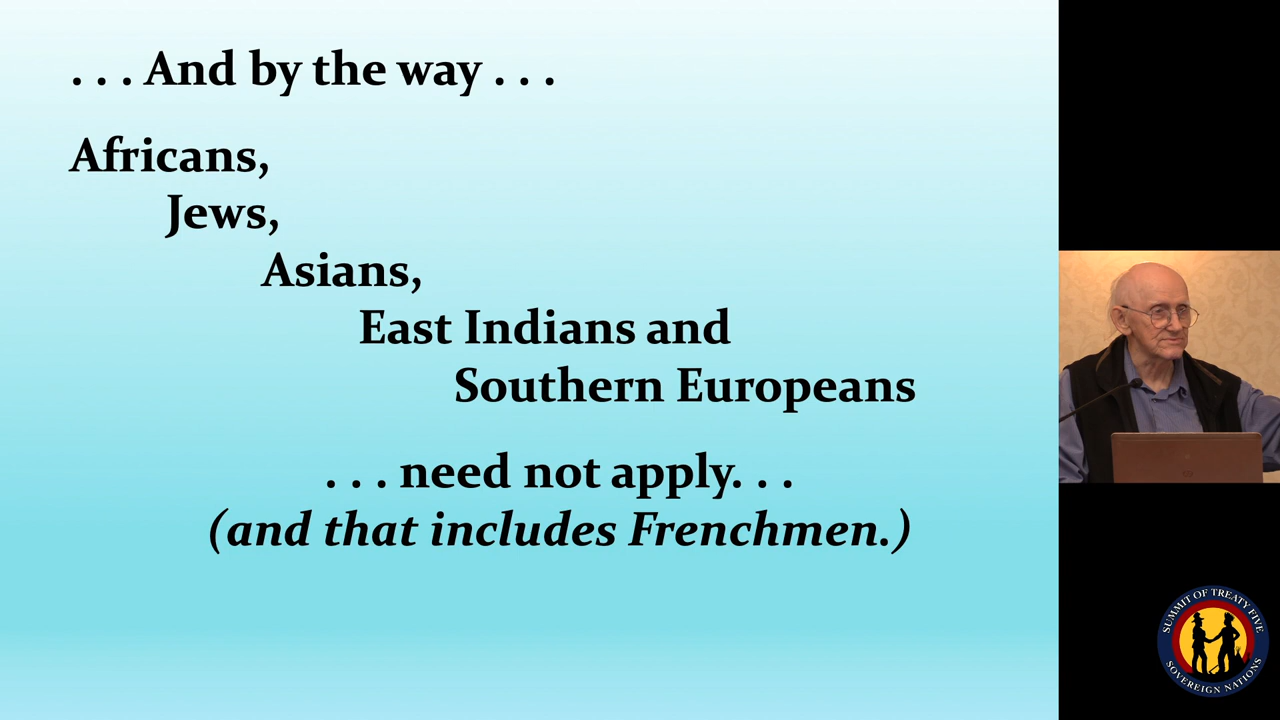 . . . And by the way . . .
Africans,
Jews,
Asians,
East Indians and
Southern Europeans
. . . need not apply. . .
(and that includes Frenchmen.)
SUMMIT OF TREATY FIVE
SOVEREIGN NATIONS